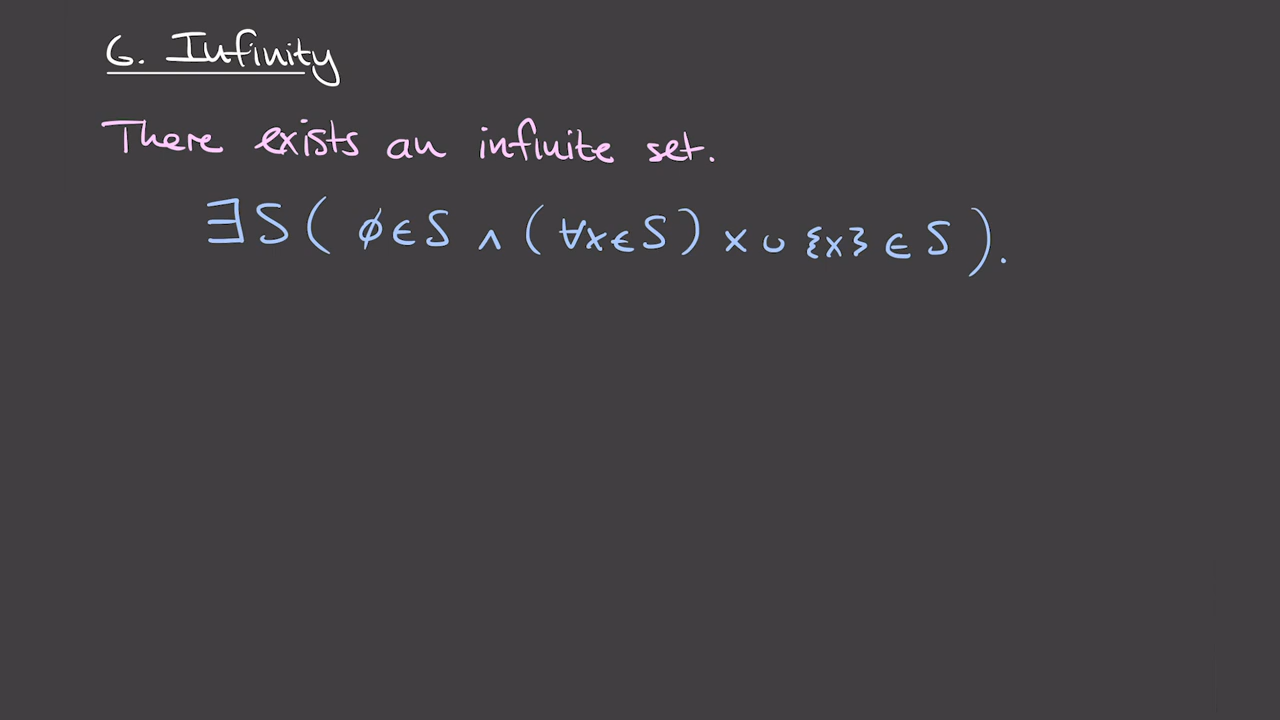 6. Infinity
There exists an infinite set.
∃S( ϕ∈S ∧ (∀x∈S) x ∪ {x} ∈ S ).